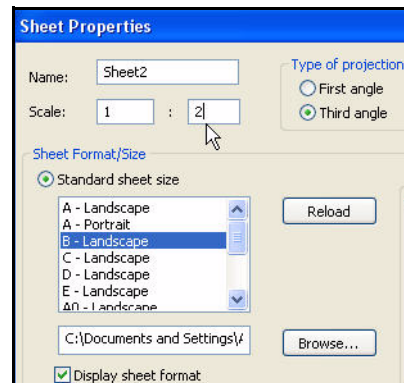 Sheet Properties
Name: Sheet2
Scale: 1 : 2
Type of projection
First angle
Third angle
Sheet Format/Size
Standard sheet size
A - Landscape
A - Portrait
B - Landscape
C - Landscape
D - Landscape
E - Landscape
A0 - Landscape
Reload
C:\Documents and Settings\A
Browse...
Display sheet format